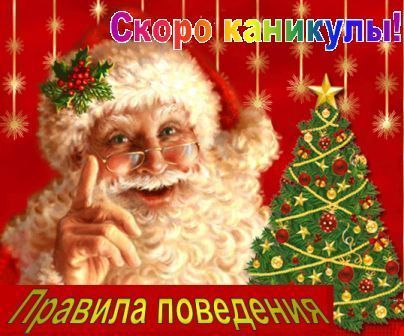 Скоро каникулы!
Правила поведения